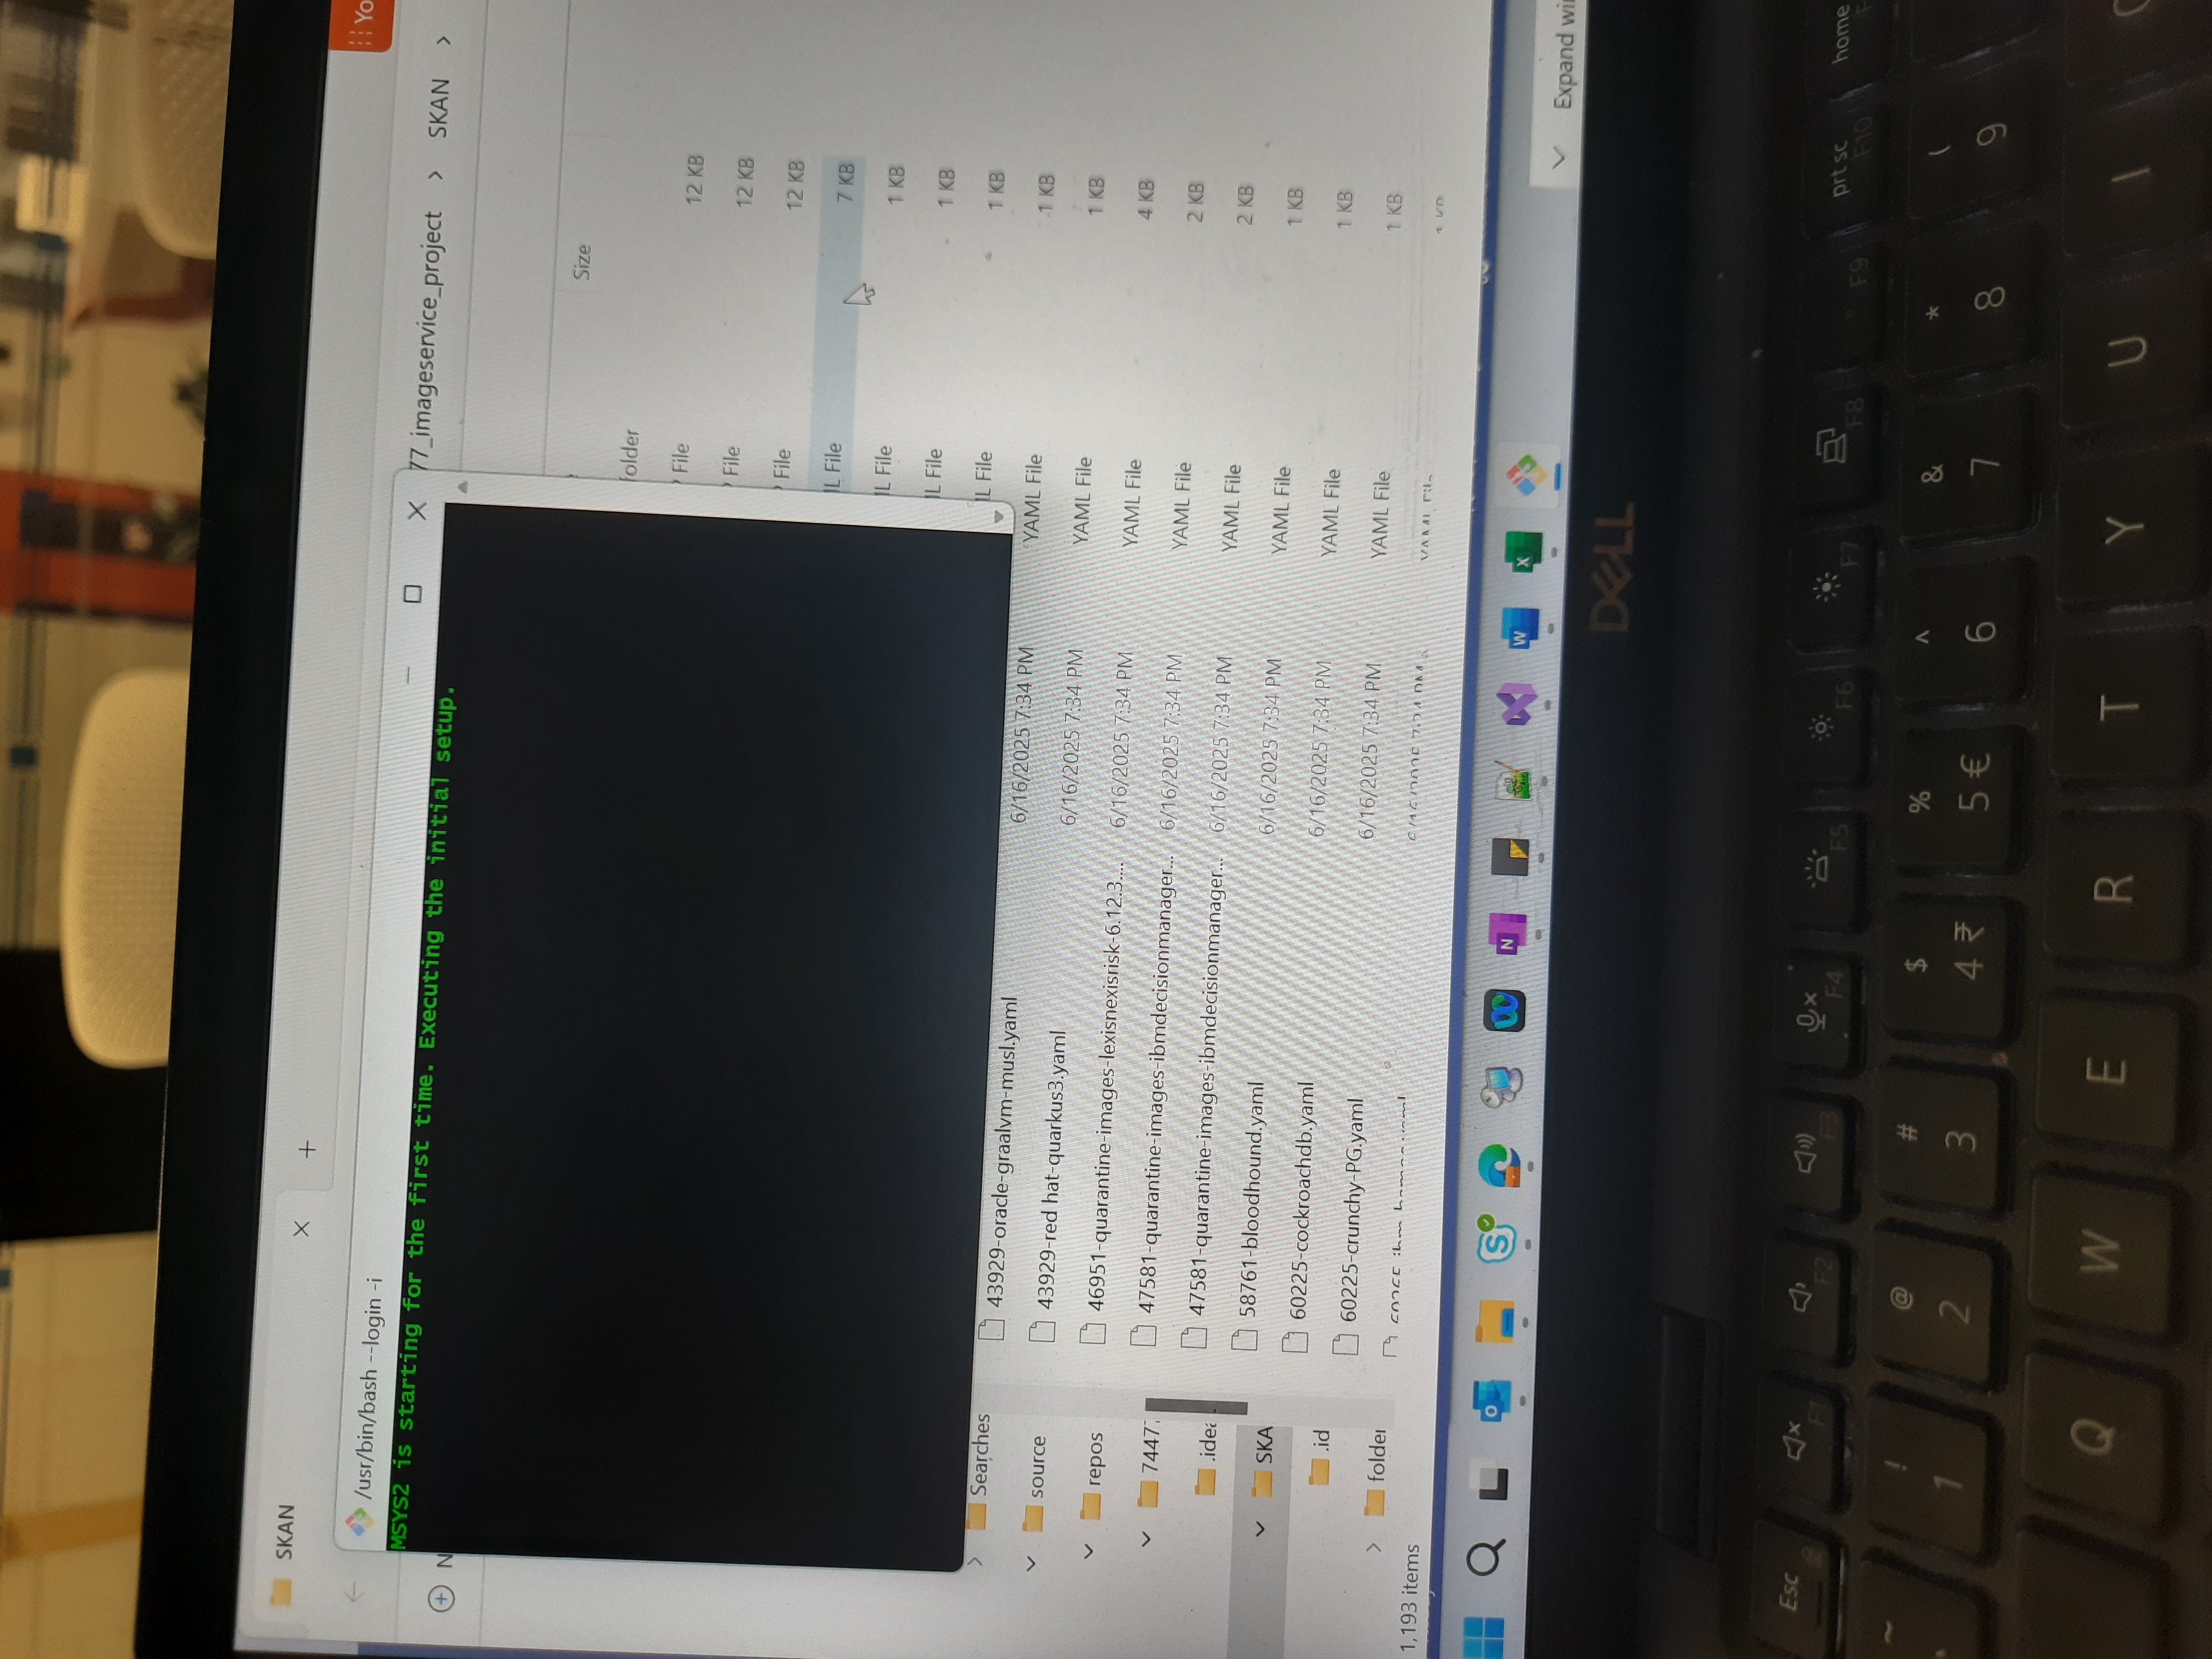 SKAN
/usr/bin/bash --login -i
MSYS2 is starting for the first time. Executing the initial setup.
Yo
77_imageservice_project > SKAN >
N
Size
folder
File 12 KB
File 12 KB
File 12 KB
L File 7 KB
L File 1 KB
L File 1 KB
L File 1 KB
Searches
source
repos
7447
.idea
SKA
.id
folder
43929-oracle-graalvm-musl.yaml 6/16/2025 7:34 PM YAML File 1 KB
43929-red hat-quarkus3.yaml 6/16/2025 7:34 PM YAML File 1 KB
46951-quarantine-images-lexisnexisrisk-6.12.3.... 6/16/2025 7:34 PM YAML File 4 KB
47581-quarantine-images-ibmdecisionmanager... 6/16/2025 7:34 PM YAML File 2 KB
47581-quarantine-images-ibmdecisionmanager... 6/16/2025 7:34 PM YAML File 2 KB
58761-bloodhound.yaml 6/16/2025 7:34 PM YAML File 1 KB
60225-cockroachdb.yaml 6/16/2025 7:34 PM YAML File 1 KB
60225-crunchy-PG.yaml 6/16/2025 7:34 PM YAML File 1 KB
1,193 items
Expand wi
DELL
Esc F1 F2 F3 F4 F5 F6 F7 F8 F9 prt sc F10 home
~ ! 1 @ 2 # 3 $ 4 ₹ % 5 € ^ 6 & 7 * 8 ( 9
Q W E R T Y U I